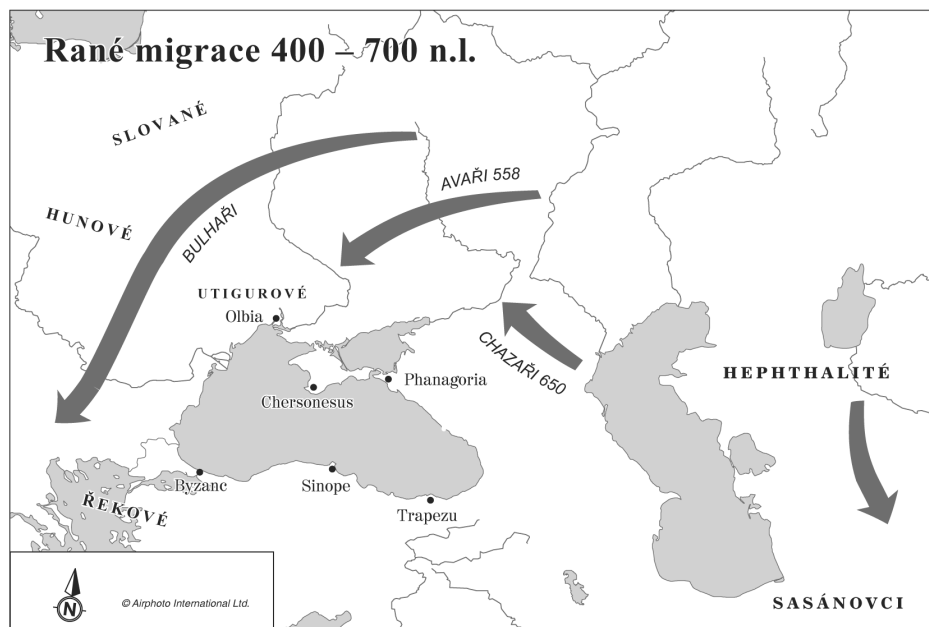 Rané migrace 400 – 700 n.l.
SLOVANÉ
AVAŘI 558
HUNOVÉ
BULHAŘI
UTIGUROVÉ
Olbia
CHAZAŘI 650
Phanagoria
HEPHTHALITÉ
Chersonesus
Byzanc
Sinope
ŘEKOVÉ
Trapezu
N
© Airphoto International Ltd.
SASÁNOVCI